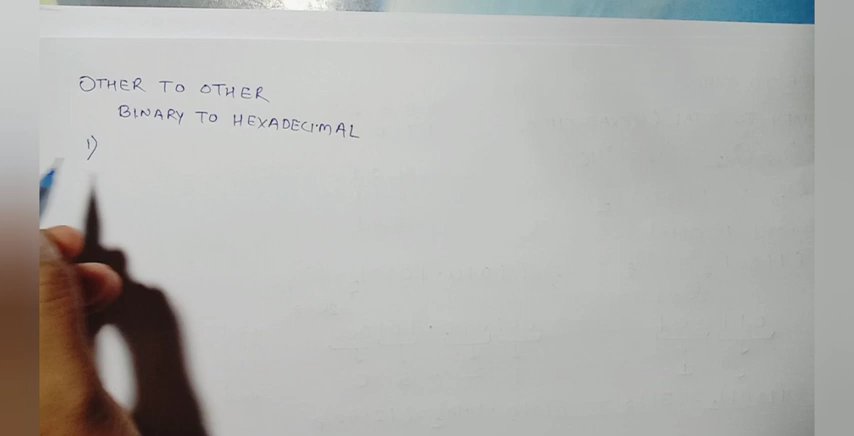 OTHER TO OTHER
BINARY TO HEXADECIMAL
1)